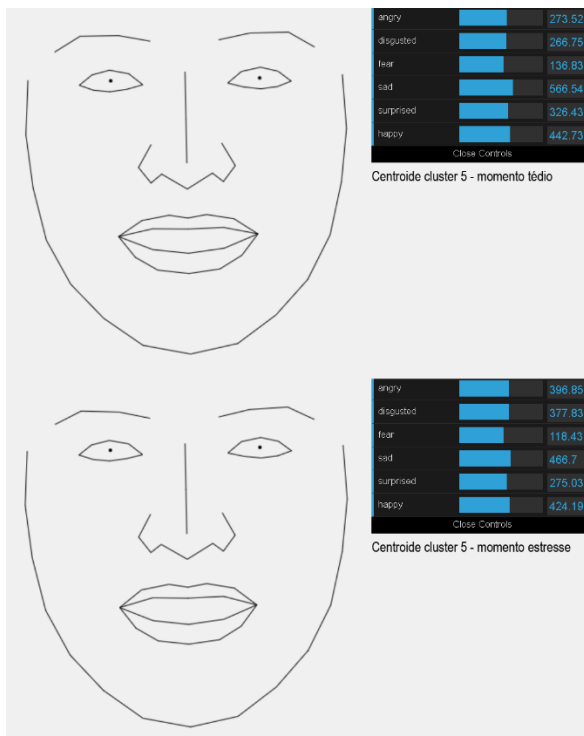 angry 273.52
disgusted 266.75
fear 136.83
sad 566.54
surprised 326.43
happy 442.73
Close Controls
Centroide cluster 5 - momento tédio
angry 396.85
disgusted 377.83
fear 118.43
sad 466.7
surprised 275.03
happy 424.19
Close Controls
Centroide cluster 5 - momento estresse